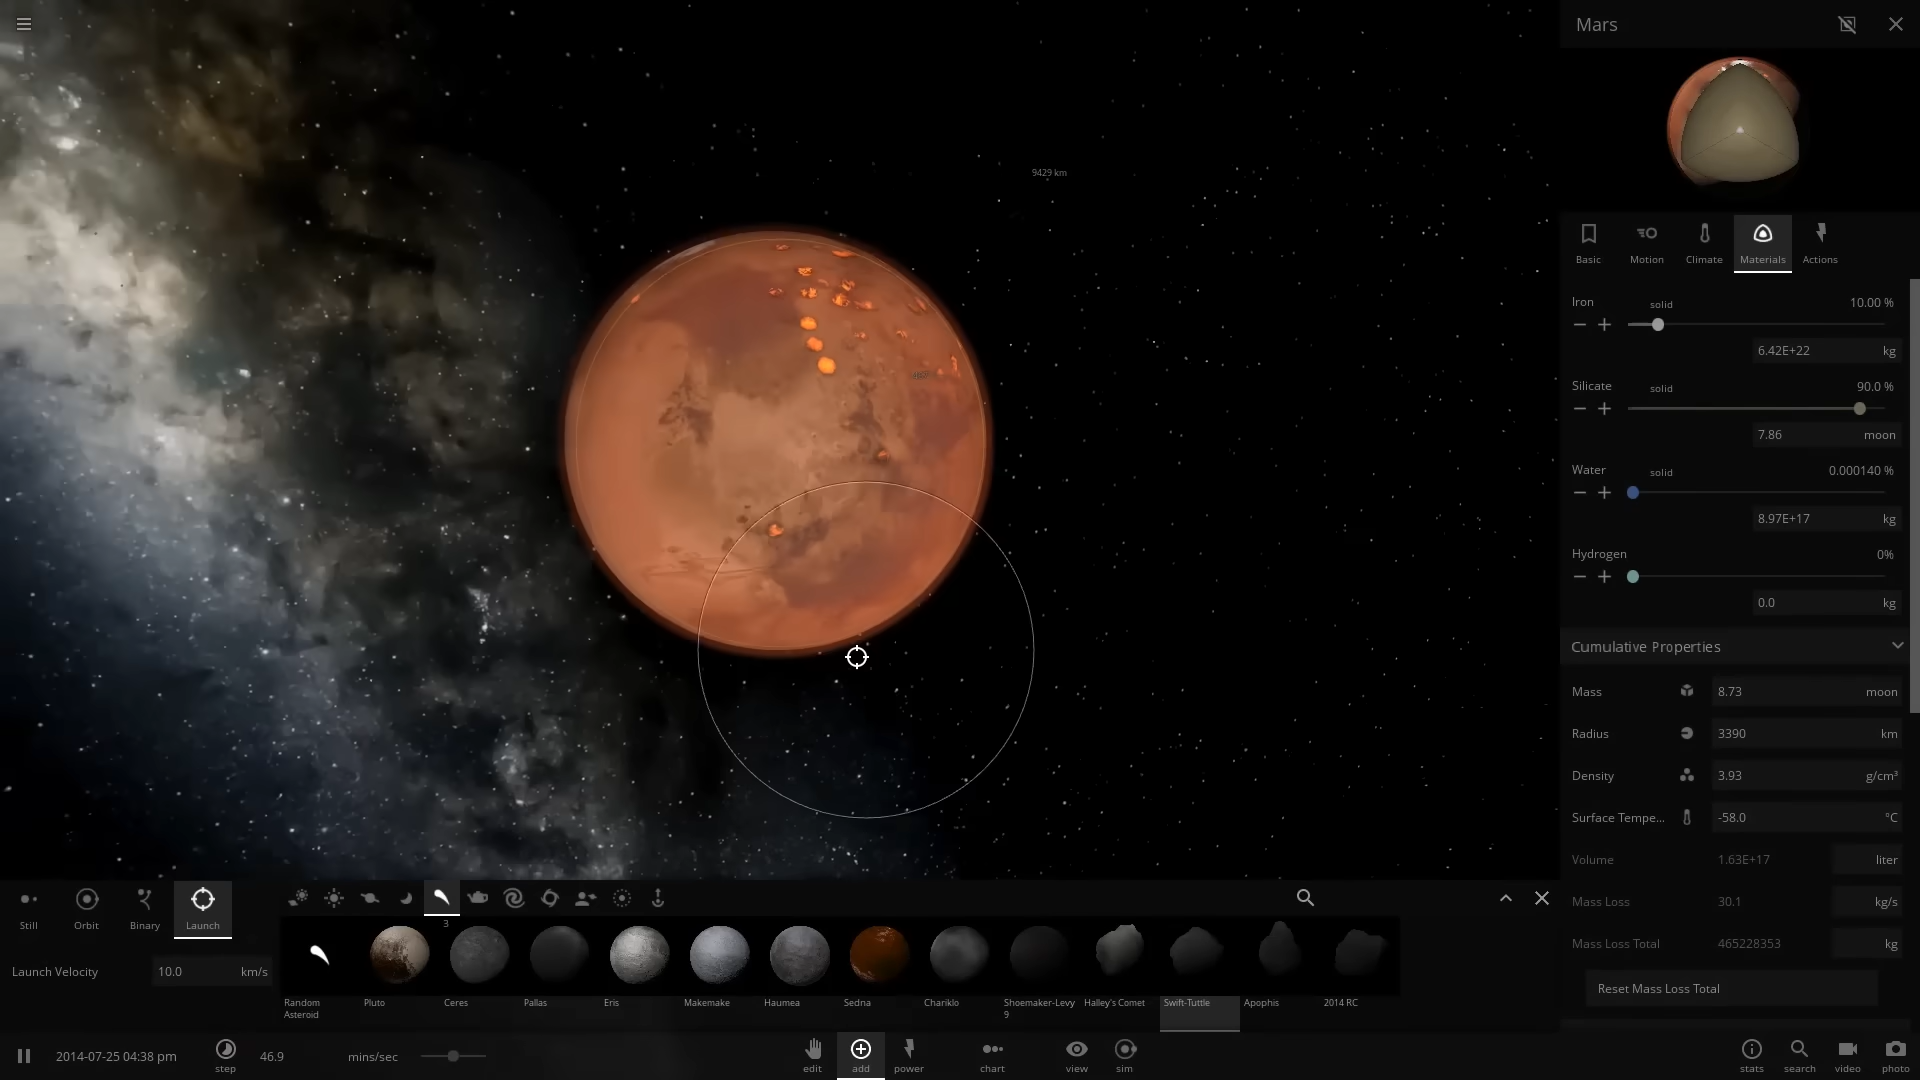 Mars
9429 km
Basic
Motion
Climate
Materials
Actions
Iron
solid
10.00 %
6.42E+22
kg
Silicate
solid
90.0 %
7.86
moon
Water
solid
0.000140 %
8.97E+17
kg
Hydrogen
0%
0.0
kg
Cumulative Properties
Mass
8.73
moon
Radius
3390
km
Density
3.93
g/cm³
Surface Tempe...
-58.0
°C
Volume
1.63E+17
liter
Mass Loss
30.1
kg/s
Mass Loss Total
465228353
kg
Reset Mass Loss Total
Still
Orbit
Binary
Launch
3
Launch Velocity
10.0
km/s
Random
Asteroid
Pluto
Ceres
Pallas
Eris
Makemake
Haumea
Sedna
Chariklo
Shoemaker-Levy
9
Halley's Comet
Swift-Tuttle
Apophis
2014 RC
2014-07-25 04:38 pm
step
46.9
mins/sec
edit
add
power
chart
view
sim
stats
search
video
photo